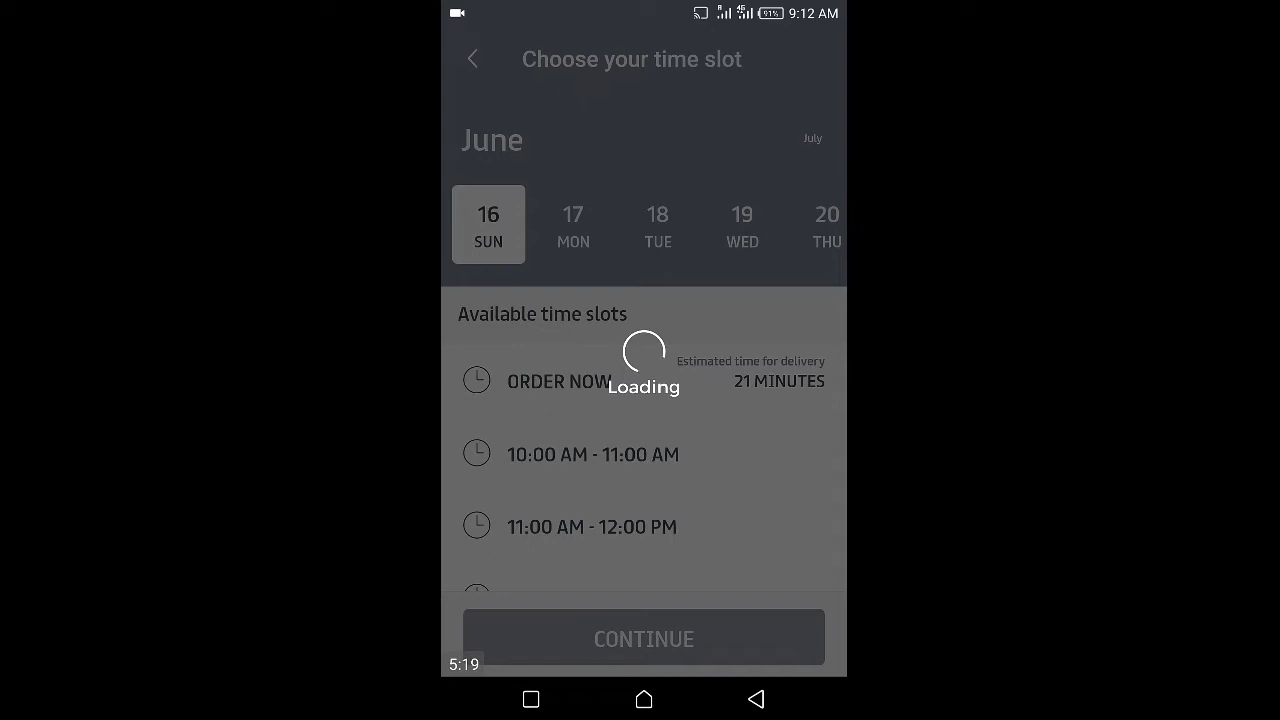 9:12 AM
91%
Choose your time slot
June
July
16 17 18 19 20
SUN MON TUE WED THU
Available time slots
Estimated time for delivery
ORDER NOW 21 MINUTES
Loading
10:00 AM - 11:00 AM
11:00 AM - 12:00 PM
CONTINUE
5:19